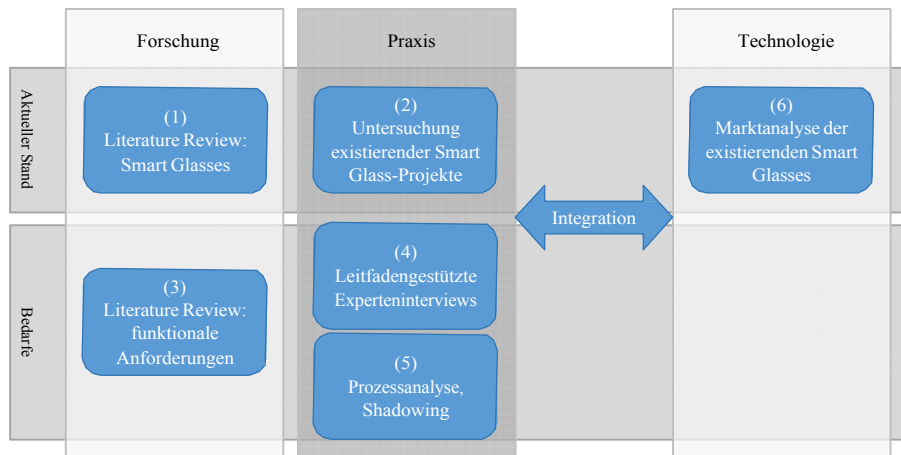 Forschung
Praxis
Technologie
Aktueller Stand
(1)
Literature Review:
Smart Glasses
(2)
Untersuchung
existierender Smart
Glass-Projekte
(6)
Marktanalyse der
existierenden Smart
Glasses
Integration
Bedarfe
(3)
Literature Review:
funktionale
Anforderungen
(4)
Leitfadengestützte
Experteninterviews
(5)
Prozessanalyse,
Shadowing